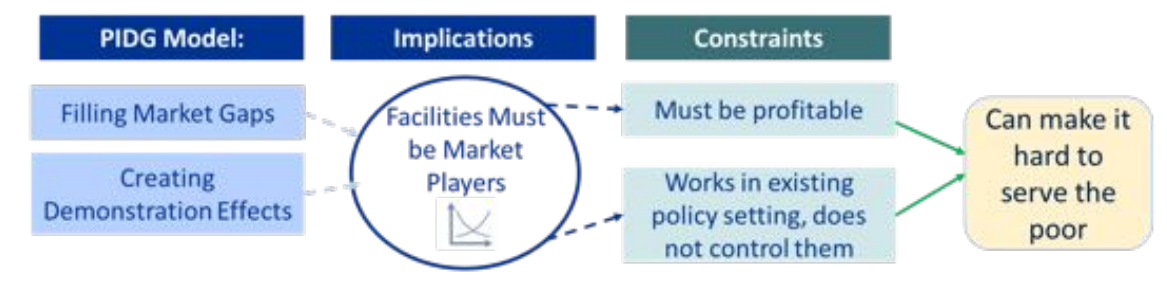 PIDG Model:
Implications
Constraints
Filling Market Gaps
Creating
Demonstration Effects
Facilities Must
be Market
Players
Must be profitable
Works in existing
policy setting, does
not control them
Can make it
hard to
serve the
poor